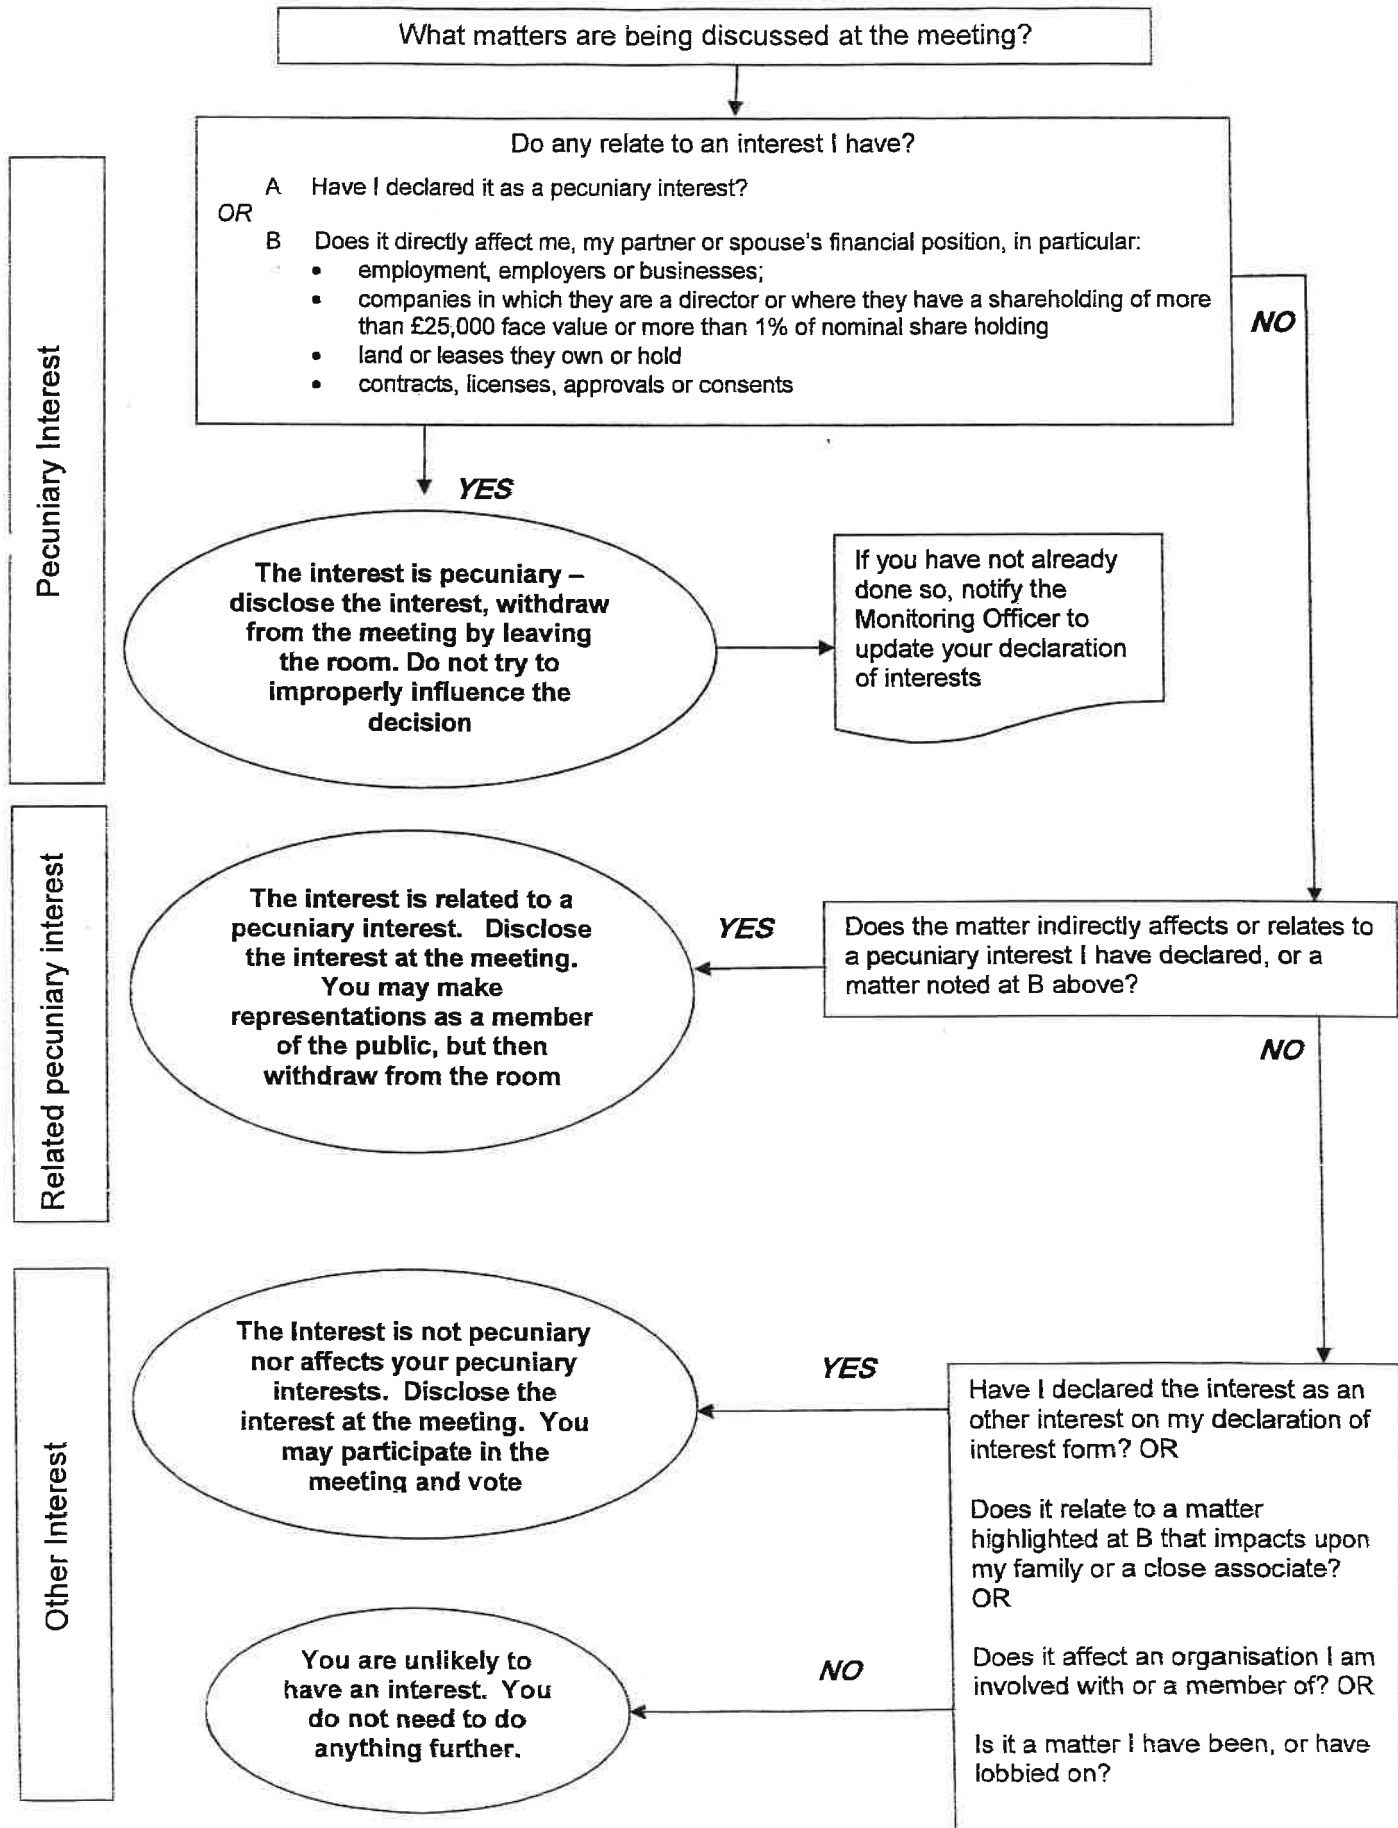 What matters are being discussed at the meeting?
Do any relate to an interest I have?
A Have I declared it as a pecuniary interest?
OR
B Does it directly affect me, my partner or spouse's financial position, in particular:
• employment, employers or businesses;
• companies in which they are a director or where they have a shareholding of more
than £25,000 face value or more than 1% of nominal share holding
• land or leases they own or hold
• contracts, licenses, approvals or consents
NO
Pecuniary Interest
YES
The interest is pecuniary –
disclose the interest, withdraw
from the meeting by leaving
the room. Do not try to
improperly influence the
decision
If you have not already
done so, notify the
Monitoring Officer to
update your declaration
of interests
Related pecuniary interest
The interest is related to a
pecuniary interest. Disclose
the interest at the meeting.
You may make
representations as a member
of the public, but then
withdraw from the room
YES
Does the matter indirectly affects or relates to
a pecuniary interest I have declared, or a
matter noted at B above?
NO
Other Interest
The Interest is not pecuniary
nor affects your pecuniary
interests. Disclose the
interest at the meeting. You
may participate in the
meeting and vote
YES
Have I declared the interest as an
other interest on my declaration of
interest form? OR
Does it relate to a matter
highlighted at B that impacts upon
my family or a close associate?
OR
Does it affect an organisation I am
involved with or a member of? OR
Is it a matter I have been, or have
lobbied on?
NO
You are unlikely to
have an interest. You
do not need to do
anything further.